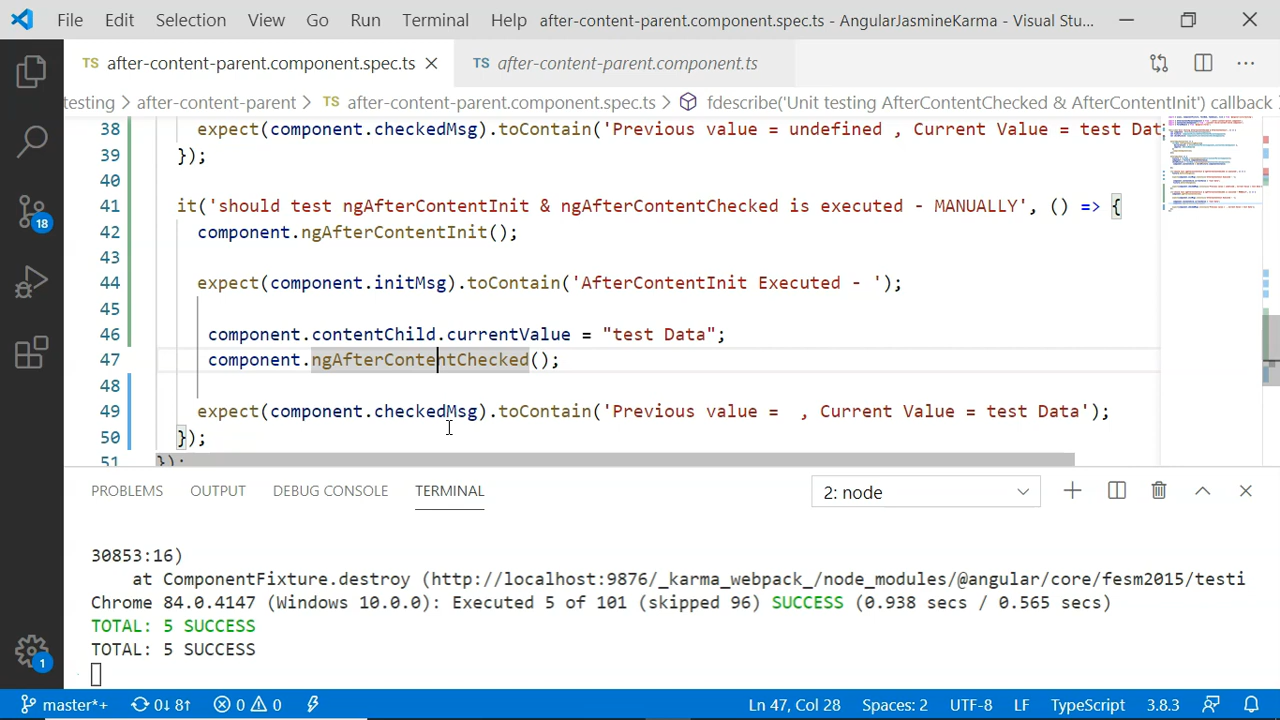 File Edit Selection View Go Run Terminal Help after-content-parent.component.spec.ts - AngularJasmineKarma - Visual Stu...
TS after-content-parent.component.spec.ts TS after-content-parent.component.ts
testing > after-content-parent > TS after-content-parent.component.spec.ts > fdescribe('Unit testing AfterContentChecked & AfterContentInit') callback
38 expect(component.checkedMsg).toContain('Previous value = undefined , Current Value = test Dat
39 });
40
41 it('should test ngAfterContentInit & ngAfterContentChecked is executed - MANUALLY', () => {
42 component.ngAfterContentInit();
43
44 expect(component.initMsg).toContain('AfterContentInit Executed - ');
45
46 component.contentChild.currentValue = "test Data";
47 component.ngAfterContentChecked();
48
49 expect(component.checkedMsg).toContain('Previous value =  , Current Value = test Data');
50 });
51 });
PROBLEMS OUTPUT DEBUG CONSOLE TERMINAL 2: node
30853:16)
at ComponentFixture.destroy (http://localhost:9876/_karma_webpack_/node_modules/@angular/core/fesm2015/testi
Chrome 84.0.4147 (Windows 10.0.0): Executed 5 of 101 (skipped 96) SUCCESS (0.938 secs / 0.565 secs)
TOTAL: 5 SUCCESS
TOTAL: 5 SUCCESS
18
1
master*+ 0↓ 8↑ 0 0 Ln 47, Col 28 Spaces: 2 UTF-8 LF TypeScript 3.8.3